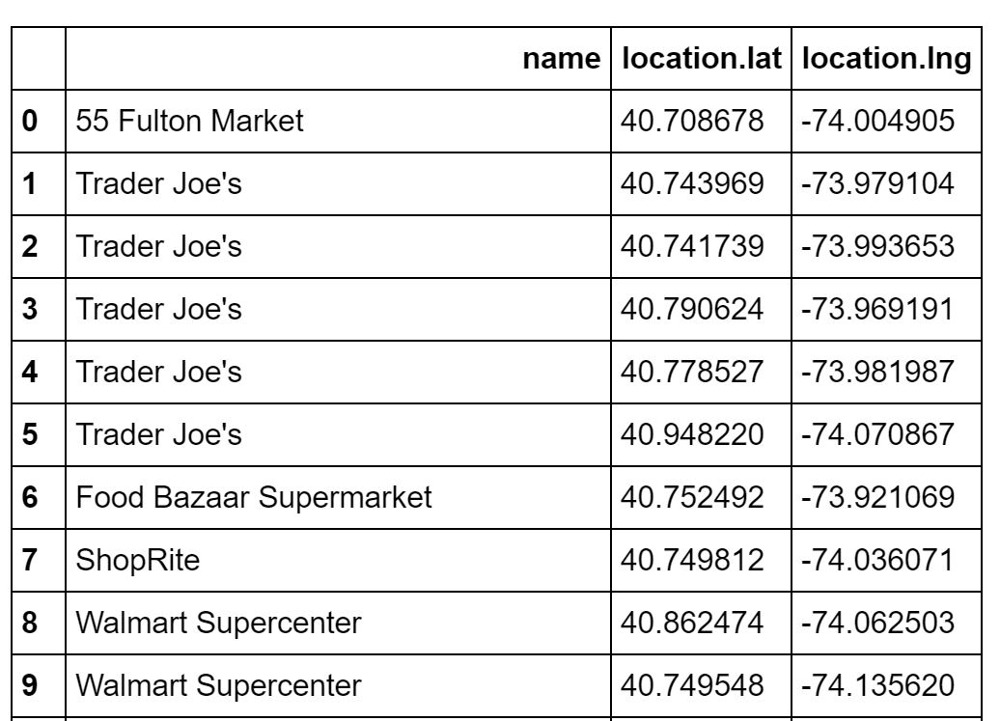 name location.lat location.lng
0 55 Fulton Market 40.708678 -74.004905
1 Trader Joe's 40.743969 -73.979104
2 Trader Joe's 40.741739 -73.993653
3 Trader Joe's 40.790624 -73.969191
4 Trader Joe's 40.778527 -73.981987
5 Trader Joe's 40.948220 -74.070867
6 Food Bazaar Supermarket 40.752492 -73.921069
7 ShopRite 40.749812 -74.036071
8 Walmart Supercenter 40.862474 -74.062503
9 Walmart Supercenter 40.749548 -74.135620